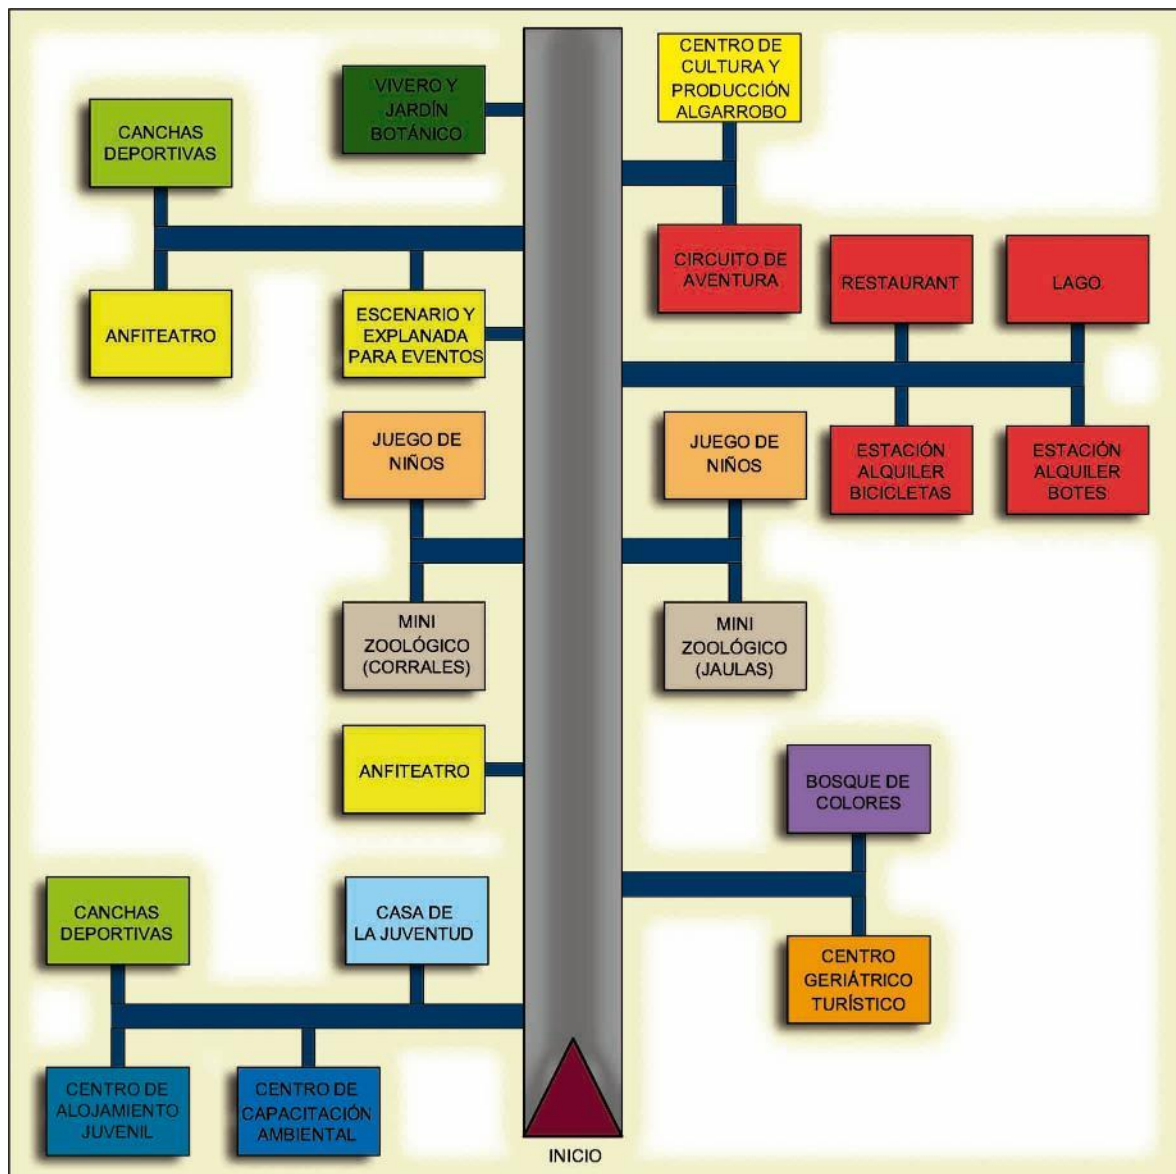 CENTRO DE
CULTURA Y
PRODUCCIÓN
ALGARROBO
VIVERO Y
JARDÍN
BOTÁNICO
CANCHAS
DEPORTIVAS
CIRCUITO DE
AVENTURA
RESTAURANT
LAGO
ANFITEATRO
ESCENARIO Y
EXPLANADA
PARA EVENTOS
JUEGO DE
NIÑOS
JUEGO DE
NIÑOS
ESTACIÓN
ALQUILER
BICICLETAS
ESTACIÓN
ALQUILER
BOTES
MINI
ZOOLÓGICO
(CORRALES)
MINI
ZOOLÓGICO
(JAULAS)
ANFITEATRO
BOSQUE DE
COLORES
CANCHAS
DEPORTIVAS
CASA DE
LA JUVENTUD
CENTRO
GERIÁTRICO
TURÍSTICO
CENTRO DE
ALOJAMIENTO
JUVENIL
CENTRO DE
CAPACITACIÓN
AMBIENTAL
INICIO